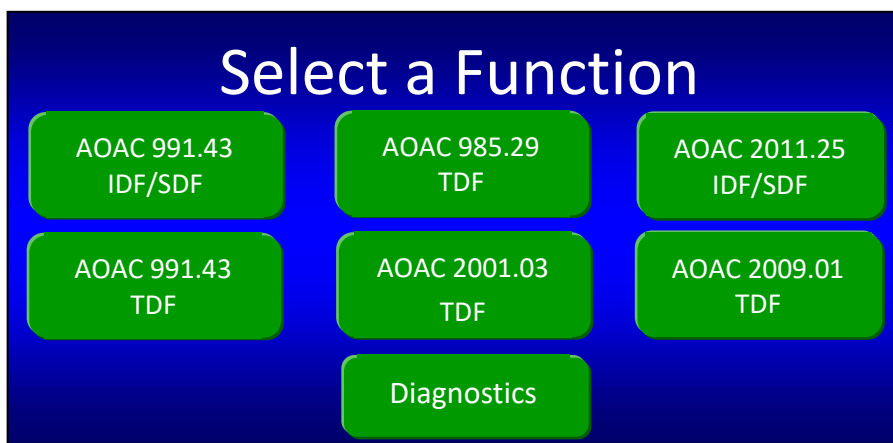 Select a Function
AOAC 991.43
IDF/SDF
AOAC 985.29
TDF
AOAC 2011.25
IDF/SDF
AOAC 991.43
TDF
AOAC 2001.03
TDF
AOAC 2009.01
TDF
Diagnostics